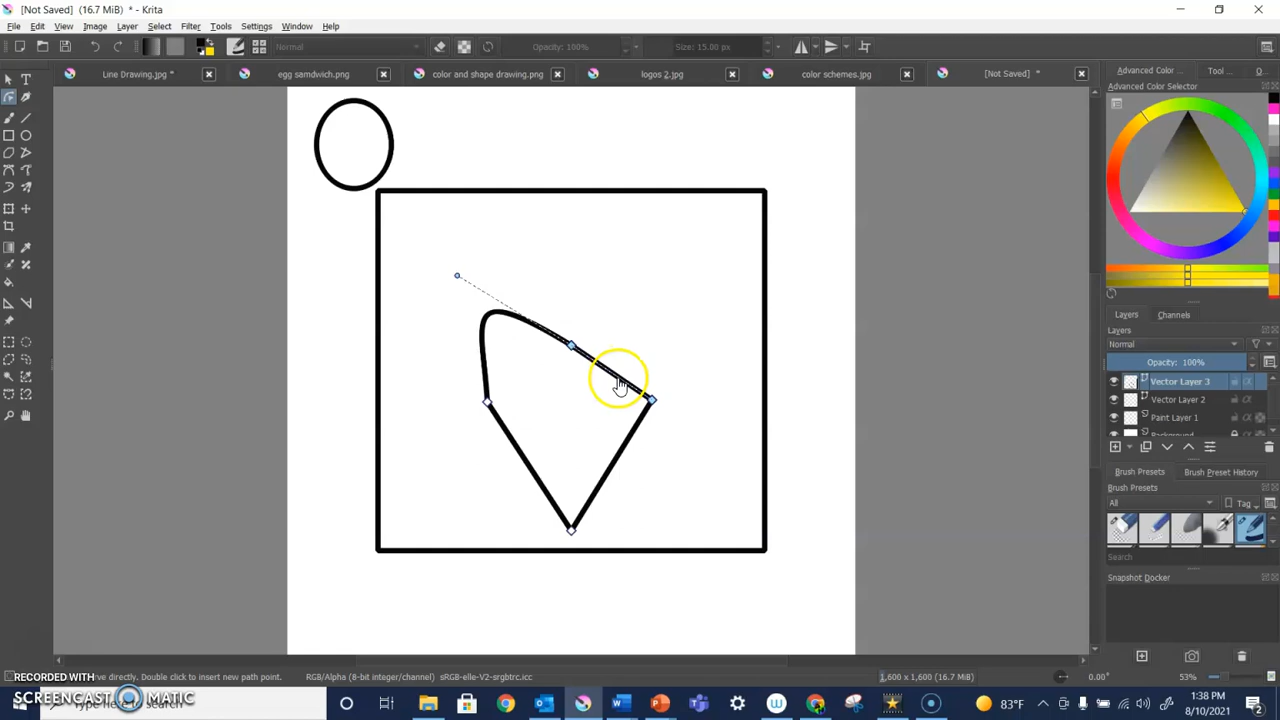 [Not Saved] (16.7 MiB) * - Krita
File Edit View Image Layer Select Filter Tools Settings Window Help
Normal Opacity: 100% Size: 15.00 px
Line Drawing.jpg * egg samdwich.png color and shape drawing.png logos 2.jpg color schemes.jpg [Not Saved] *
Advanced Color ... Tool ... O...
Advanced Color Selector
Layers Channels
Layers
Normal
Opacity: 100%
Vector Layer 3
Vector Layer 2
Paint Layer 1
Background
Brush Presets Brush Preset History
Brush Presets
All Tag
Search
Snapshot Docker
rve directly. Double click to insert new path point. RGB/Alpha (8-bit integer/channel) sRGB-elle-V2-srgbtrc.icc 1,600 x 1,600 (16.7 MiB) 0.00° 53%
RECORDED WITH
SCREENCAST MATIC
Type here to search
83°F 1:38 PM
8/10/2021